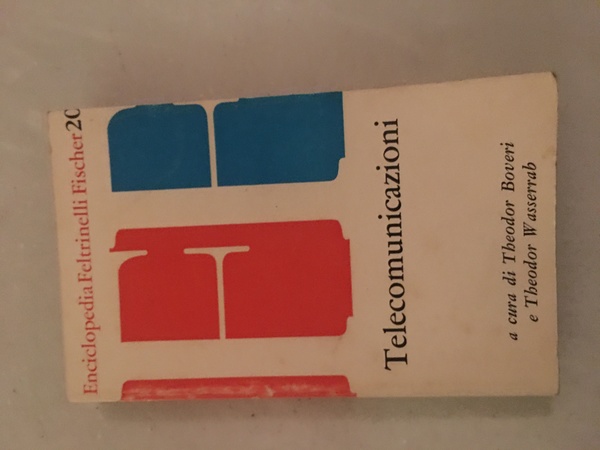 Enciclopedia Feltrinelli Fischer 20
Telecomunicazioni
a cura di Theodor Boveri
e Theodor Wasserrab